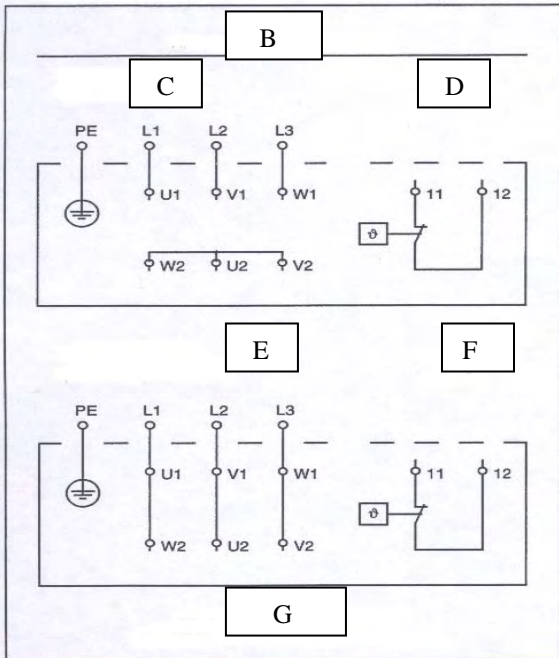 B
C D
PE L1 L2 L3
U1 V1 W1 11 12
ϑ
W2 U2 V2
E F
PE L1 L2 L3
U1 V1 W1 11 12
ϑ
W2 U2 V2
G